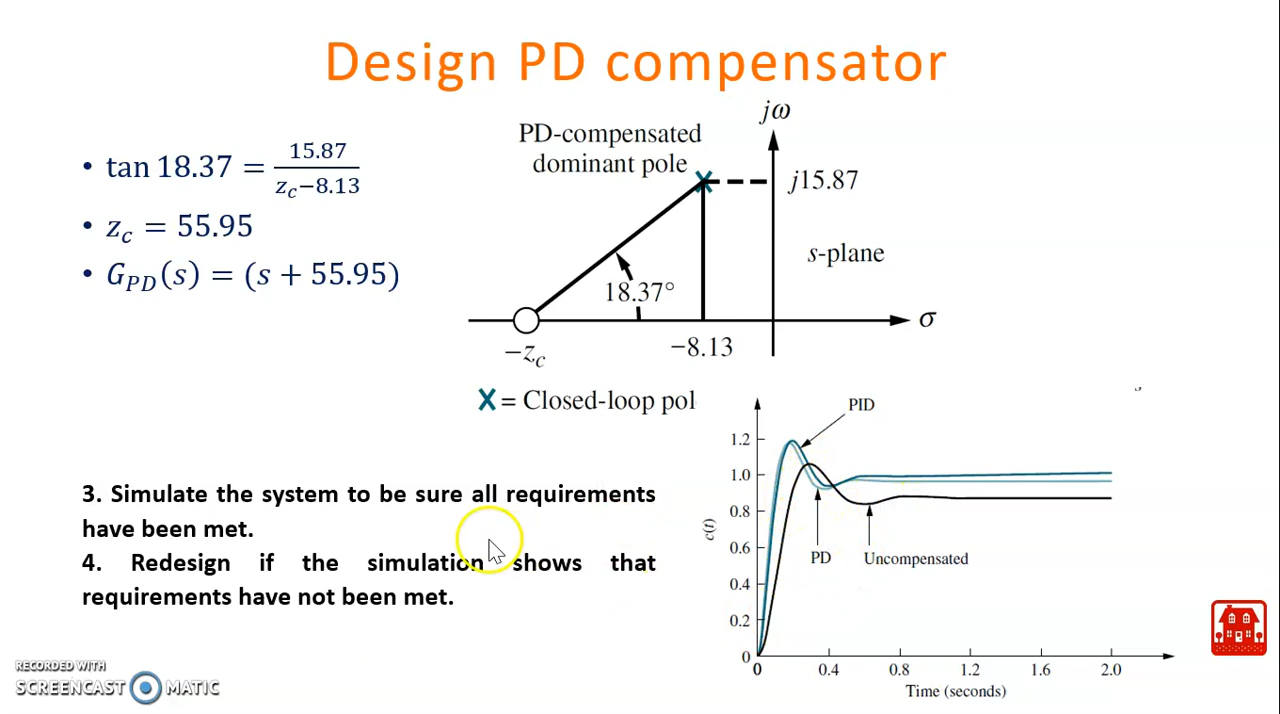 Design PD compensator
• tan 18.37 = 15.87 / (z_c − 8.13)
• z_c = 55.95
• G_PD(s) = (s + 55.95)
PD-compensated
dominant pole
jω
j15.87
s-plane
18.37°
σ
−z_c
−8.13
X = Closed-loop pol
3. Simulate the system to be sure all requirements
have been met.
4. Redesign if the simulation shows that
requirements have not been met.
PID
1.2
1.0
0.8
0.6
0.4
0.2
0
c(t)
PD
Uncompensated
0
0.4
0.8
1.2
1.6
2.0
Time (seconds)
RECORDED WITH
SCREENCAST MATIC